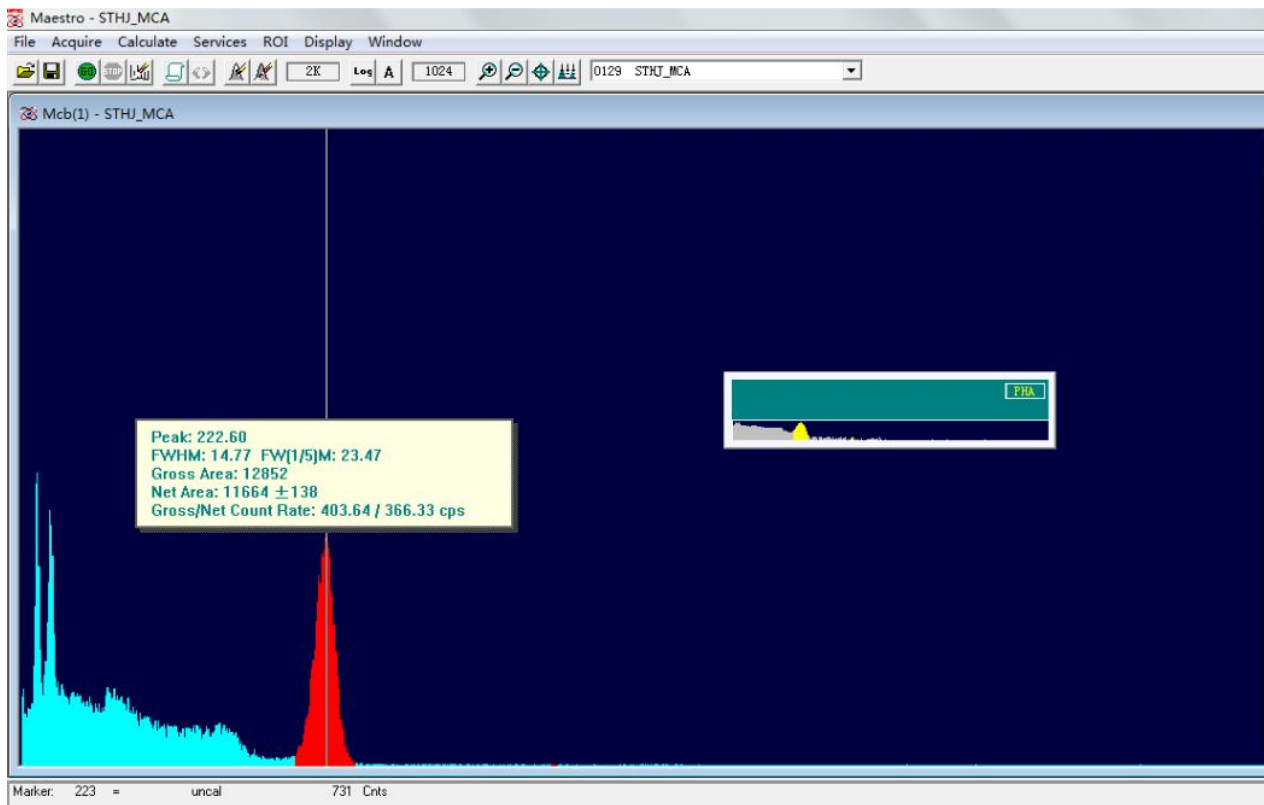 Maestro - STHJ_MCA
File Acquire Calculate Services ROI Display Window
GO STOP 2K Log A 1024 0129 STHJ_MCA
Mcb(1) - STHJ_MCA
PHA
Peak: 222.60
FWHM: 14.77 FW(1/5)M: 23.47
Gross Area: 12852
Net Area: 11664 ±138
Gross/Net Count Rate: 403.64 / 366.33 cps
Marker: 223 = uncal 731 Cnts